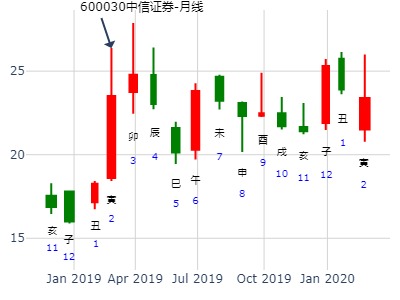 600030中信证券-月线
25
20
15
亥
11
子
12
丑
1
寅
2
卯
3
辰
4
巳
5
午
6
未
7
申
8
酉
9
戌
10
亥
11
子
12
丑
1
寅
2
Jan 2019
Apr 2019
Jul 2019
Oct 2019
Jan 2020